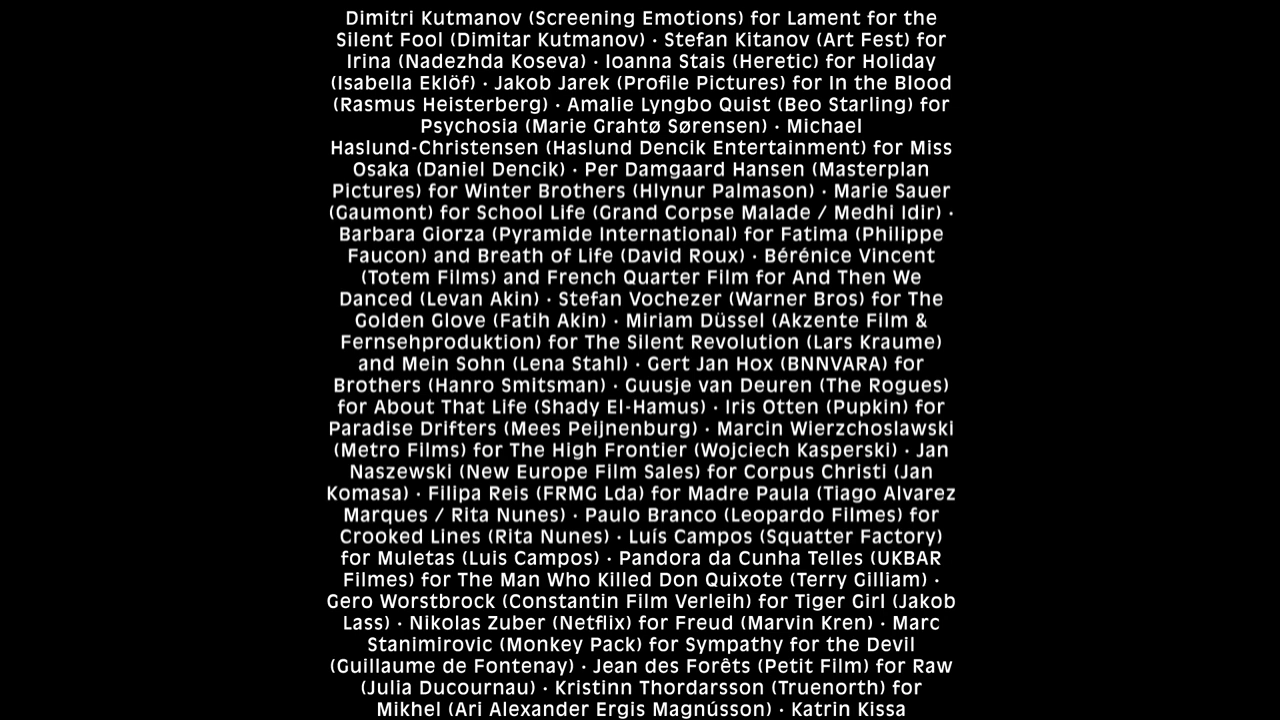 Dimitri Kutmanov (Screening Emotions) for Lament for the
Silent Fool (Dimitar Kutmanov) · Stefan Kitanov (Art Fest) for
Irina (Nadezhda Koseva) · Ioanna Stais (Heretic) for Holiday
(Isabella Eklöf) · Jakob Jarek (Profile Pictures) for In the Blood
(Rasmus Heisterberg) · Amalie Lyngbo Quist (Beo Starling) for
Psychosia (Marie Grahtø Sørensen) · Michael
Haslund-Christensen (Haslund Dencik Entertainment) for Miss
Osaka (Daniel Dencik) · Per Damgaard Hansen (Masterplan
Pictures) for Winter Brothers (Hlynur Palmason) · Marie Sauer
(Gaumont) for School Life (Grand Corpse Malade / Medhi Idir) ·
Barbara Giorza (Pyramide International) for Fatima (Philippe
Faucon) and Breath of Life (David Roux) · Bérénice Vincent
(Totem Films) and French Quarter Film for And Then We
Danced (Levan Akin) · Stefan Vochezer (Warner Bros) for The
Golden Glove (Fatih Akin) · Miriam Düssel (Akzente Film &
Fernsehproduktion) for The Silent Revolution (Lars Kraume)
and Mein Sohn (Lena Stahl) · Gert Jan Hox (BNNVARA) for
Brothers (Hanro Smitsman) · Guusje van Deuren (The Rogues)
for About That Life (Shady El-Hamus) · Iris Otten (Pupkin) for
Paradise Drifters (Mees Peijnenburg) · Marcin Wierzchoslawski
(Metro Films) for The High Frontier (Wojciech Kasperski) · Jan
Naszewski (New Europe Film Sales) for Corpus Christi (Jan
Komasa) · Filipa Reis (FRMG Lda) for Madre Paula (Tiago Alvarez
Marques / Rita Nunes) · Paulo Branco (Leopardo Filmes) for
Crooked Lines (Rita Nunes) · Luís Campos (Squatter Factory)
for Muletas (Luis Campos) · Pandora da Cunha Telles (UKBAR
Filmes) for The Man Who Killed Don Quixote (Terry Gilliam) ·
Gero Worstbrock (Constantin Film Verleih) for Tiger Girl (Jakob
Lass) · Nikolas Zuber (Netflix) for Freud (Marvin Kren) · Marc
Stanimirovic (Monkey Pack) for Sympathy for the Devil
(Guillaume de Fontenay) · Jean des Forêts (Petit Film) for Raw
(Julia Ducournau) · Kristinn Thordarsson (Truenorth) for
Mikhel (Ari Alexander Ergis Magnússon) · Katrin Kissa